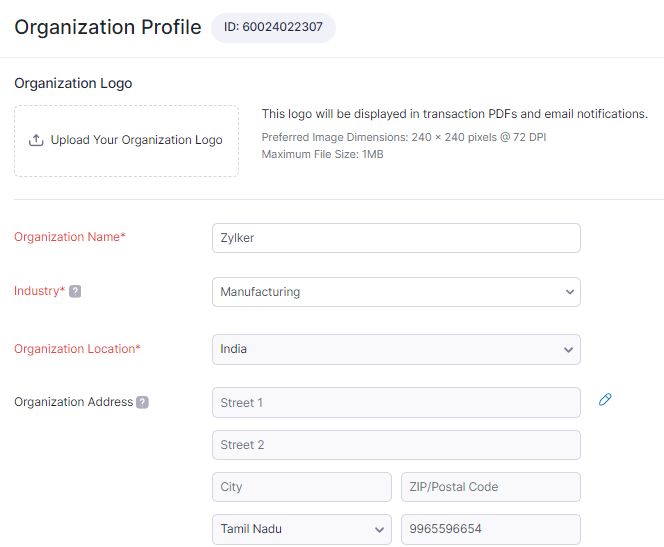 Organization Profile ID: 60024022307
Organization Logo
Upload Your Organization Logo
This logo will be displayed in transaction PDFs and email notifications.
Preferred Image Dimensions: 240 × 240 pixels @ 72 DPI
Maximum File Size: 1MB
Organization Name* Zylker
Industry* ? Manufacturing
Organization Location* India
Organization Address ? Street 1
Street 2
City ZIP/Postal Code
Tamil Nadu 9965596654